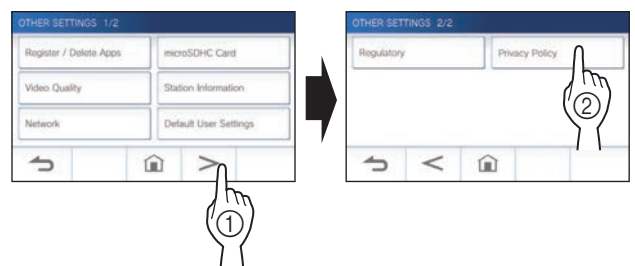 OTHER SETTINGS 1/2
Register / Delete Apps
microSDHC Card
Video Quality
Station Information
Network
Default User Settings
>
1
OTHER SETTINGS 2/2
Regulatory
Privacy Policy
<
2